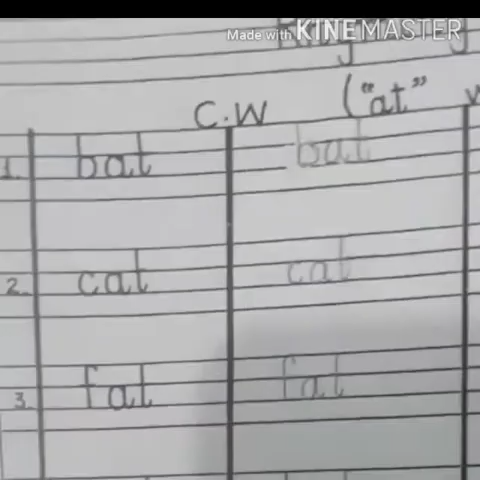 Made with KINEMASTER
C.W ("at"
1. bat bat
2. cat cat
3. fat fat